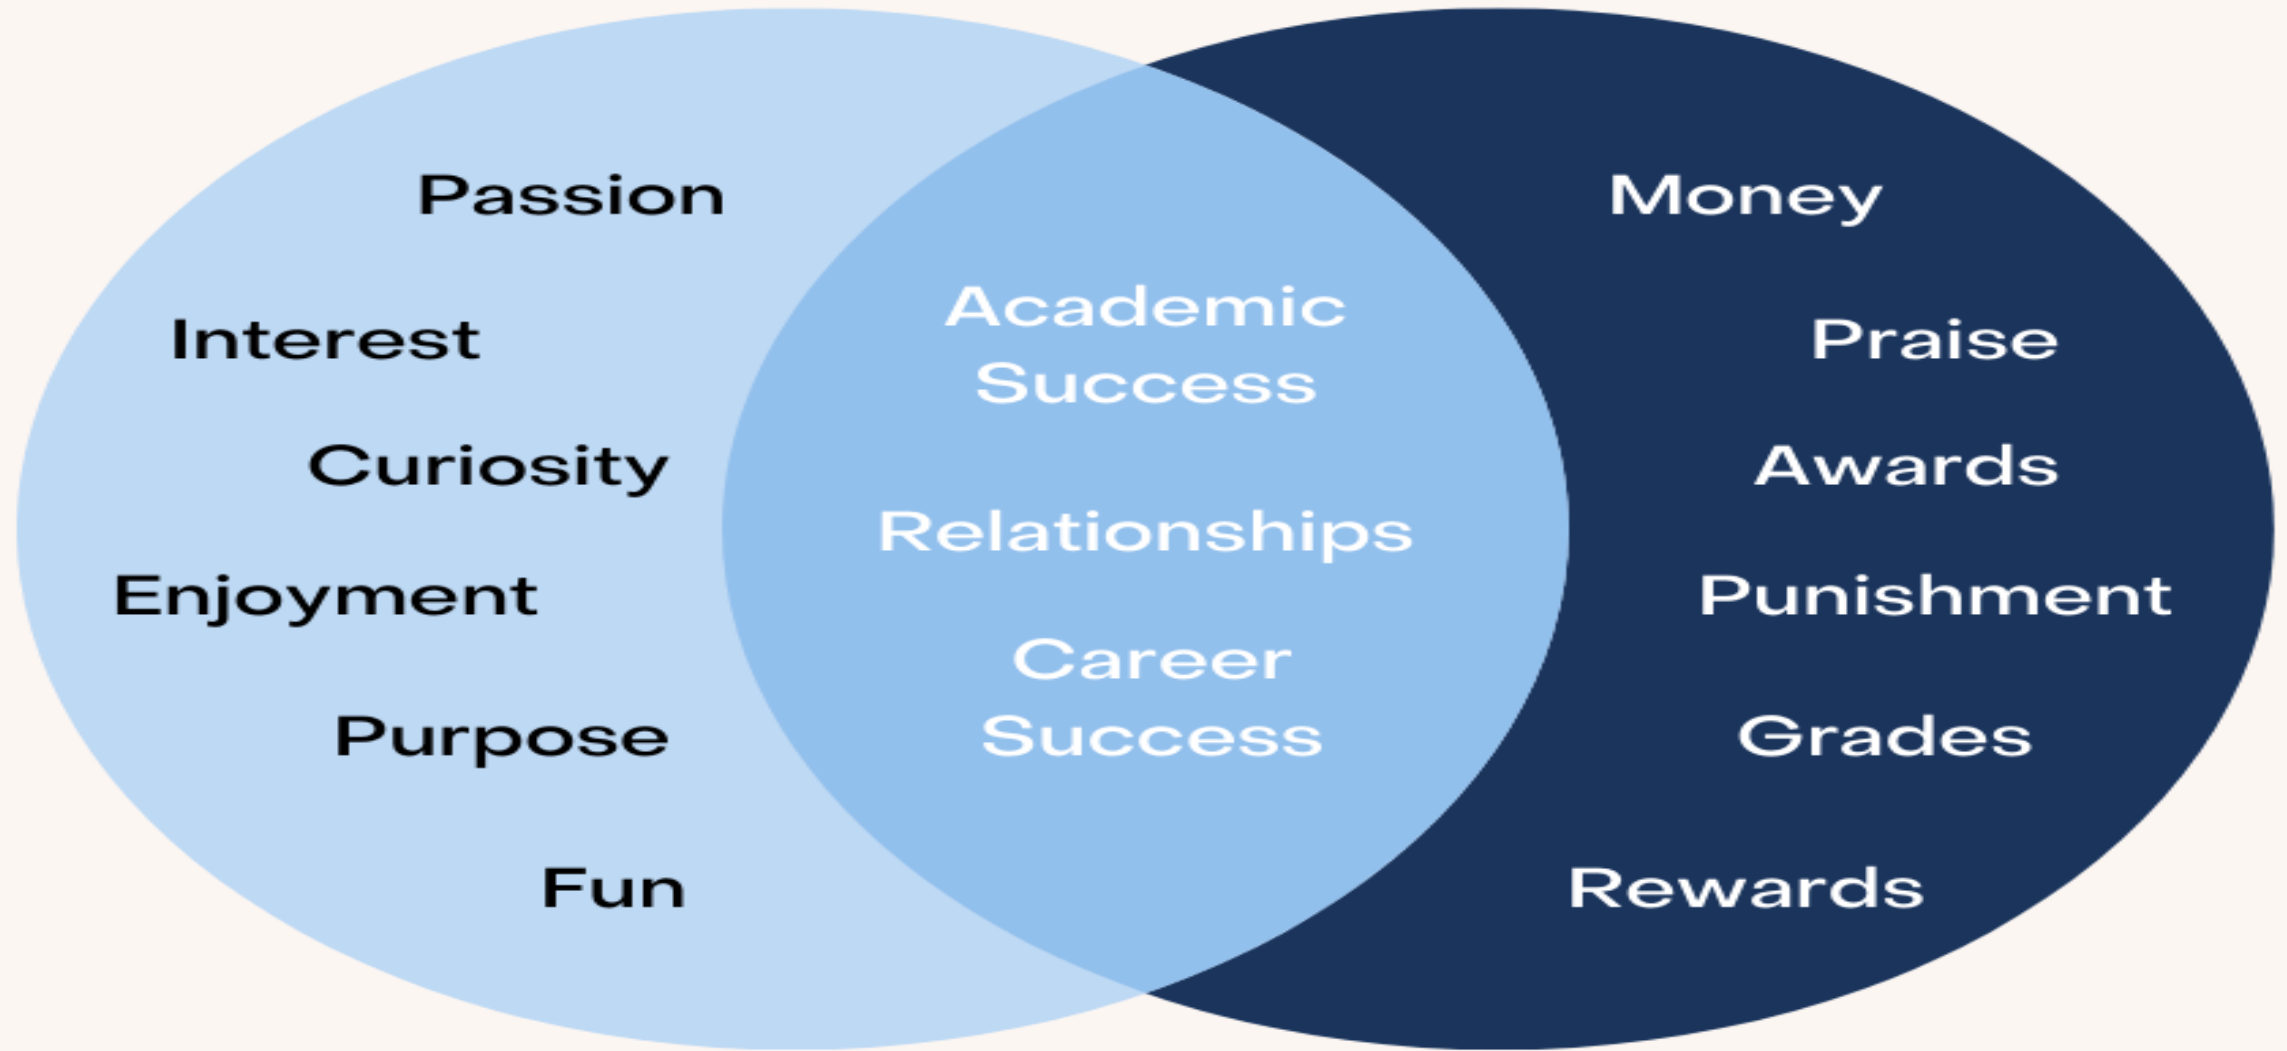 Passion
Interest
Curiosity
Enjoyment
Purpose
Fun
Academic
Success
Relationships
Career
Success
Money
Praise
Awards
Punishment
Grades
Rewards